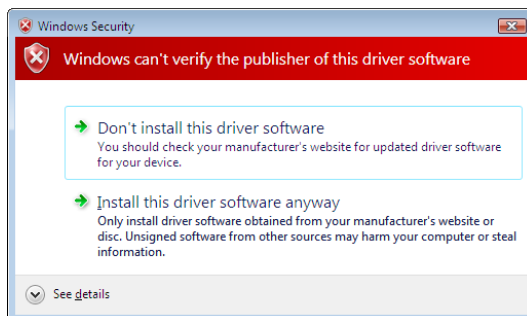 Windows Security
Windows can't verify the publisher of this driver software
Don't install this driver software
You should check your manufacturer's website for updated driver software
for your device.
Install this driver software anyway
Only install driver software obtained from your manufacturer's website or
disc. Unsigned software from other sources may harm your computer or steal
information.
See details